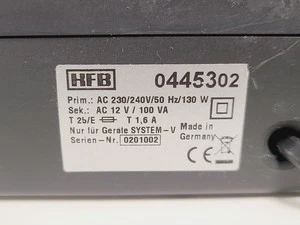 HFB 0445302
Prim.: AC 230/240V/50 Hz/130 W
Sek.: AC 12 V / 100 VA
T 25/E T 1,6 A
Nur für Geräte SYSTEM-V
Serien-Nr. 0201002
Made in
Germany